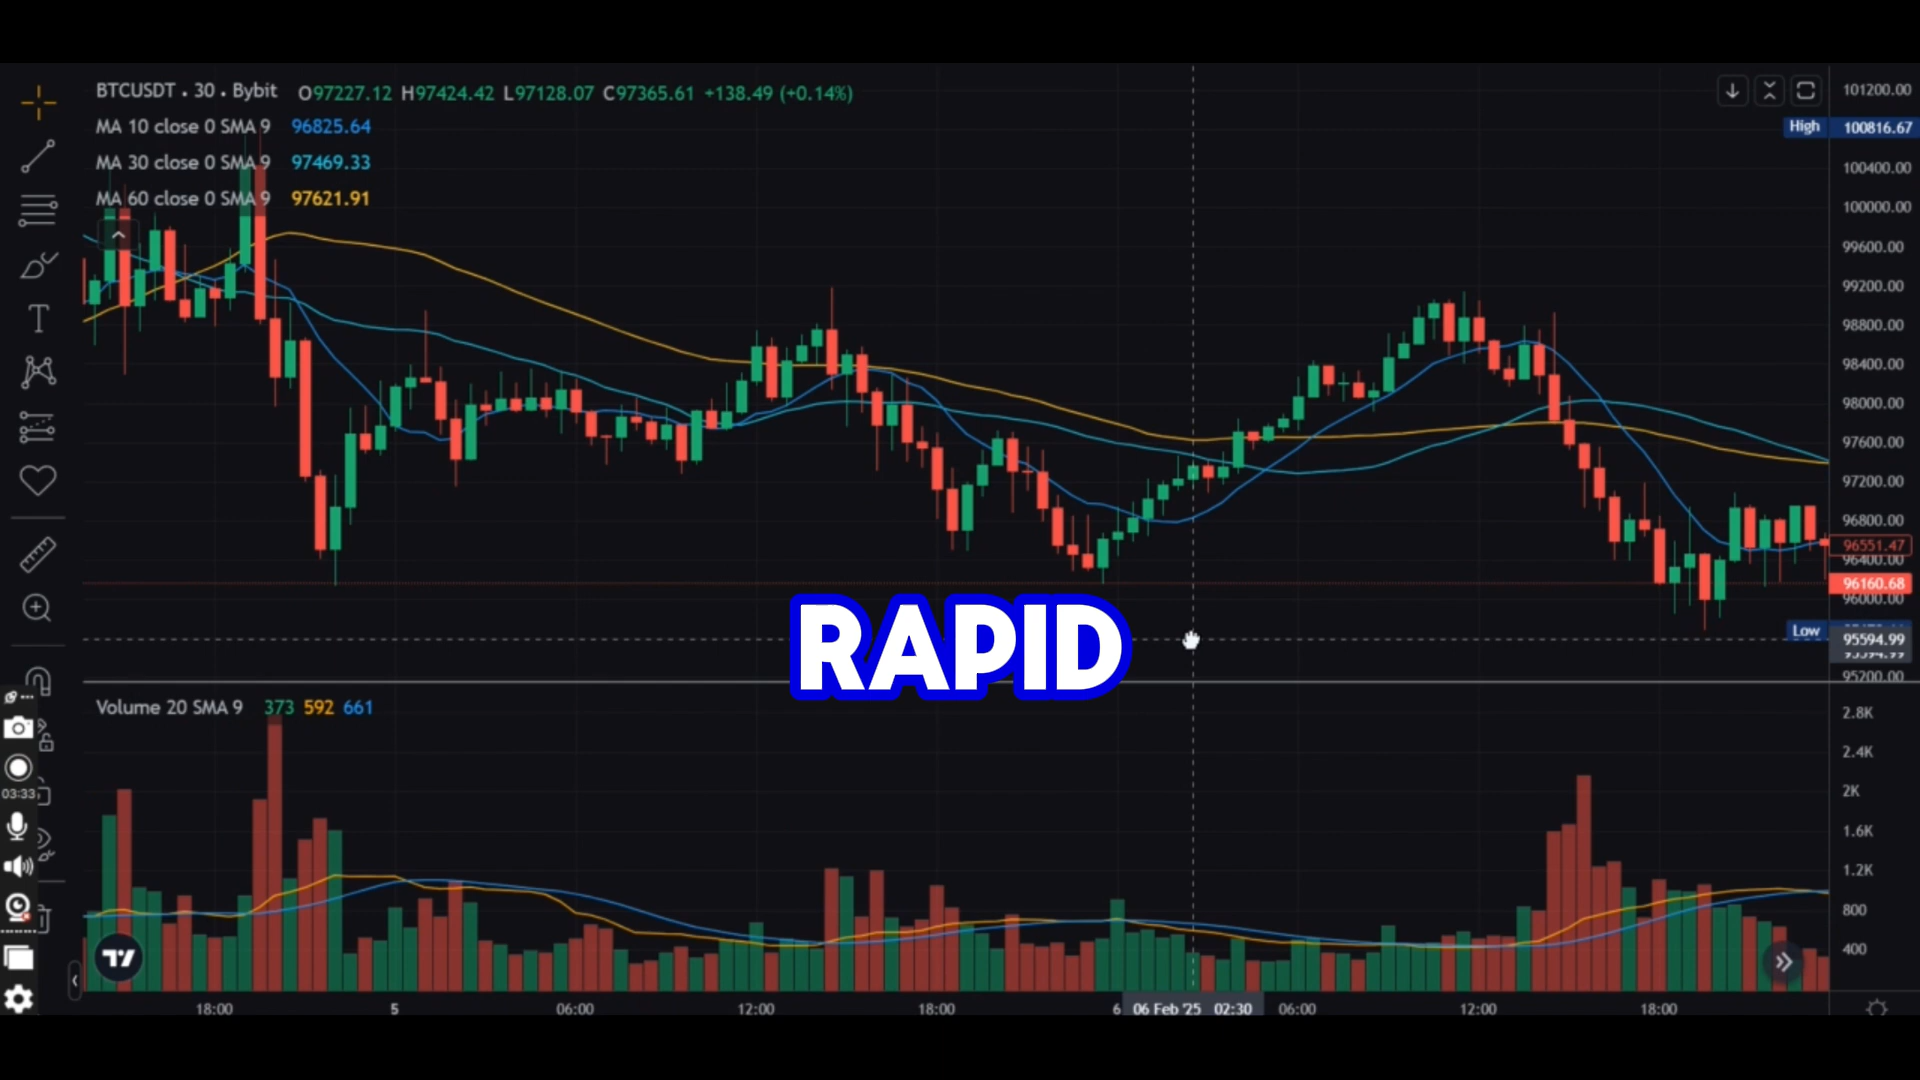 BTCUSDT • 30 • Bybit O97227.12 H97424.42 L97128.07 C97365.61 +138.49 (+0.14%)
MA 10 close 0 SMA 9 96825.64
MA 30 close 0 SMA 9 97469.33
MA 60 close 0 SMA 9 97621.91
101200.00
High 100816.67
100400.00
100000.00
99600.00
99200.00
98800.00
98400.00
98000.00
97600.00
97200.00
96800.00
96551.47
96400.00
96160.68
96000.00
Low
95594.99
95200.00
RAPID
Volume 20 SMA 9 373 592 661
2.8K
2.4K
2K
1.6K
1.2K
800
400
03:33
18:00 5 06:00 12:00 18:00 6 06 Feb '25 02:30 06:00 12:00 18:00